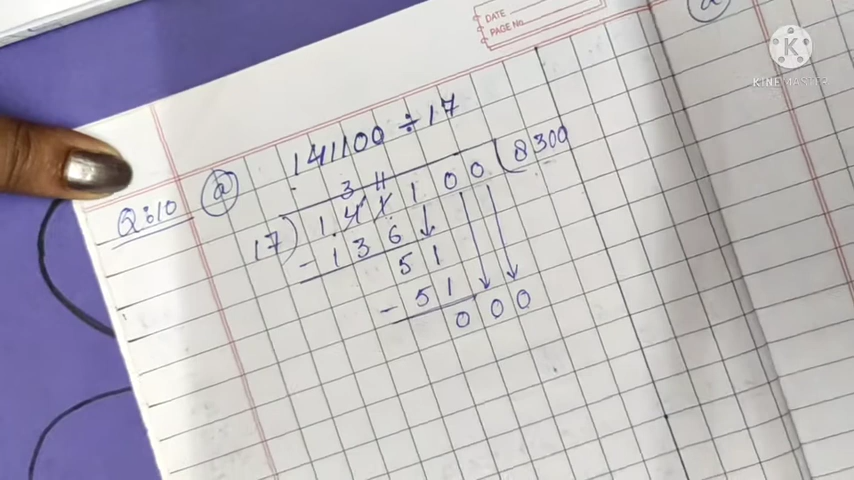 DATE
PAGE No.
KINEMASTER
Q:10 a 141100 ÷ 17
3 11
17 ) 1 4 1 1 0 0 ( 8300
- 1 3 6
5 1
- 5 1
0 0 0